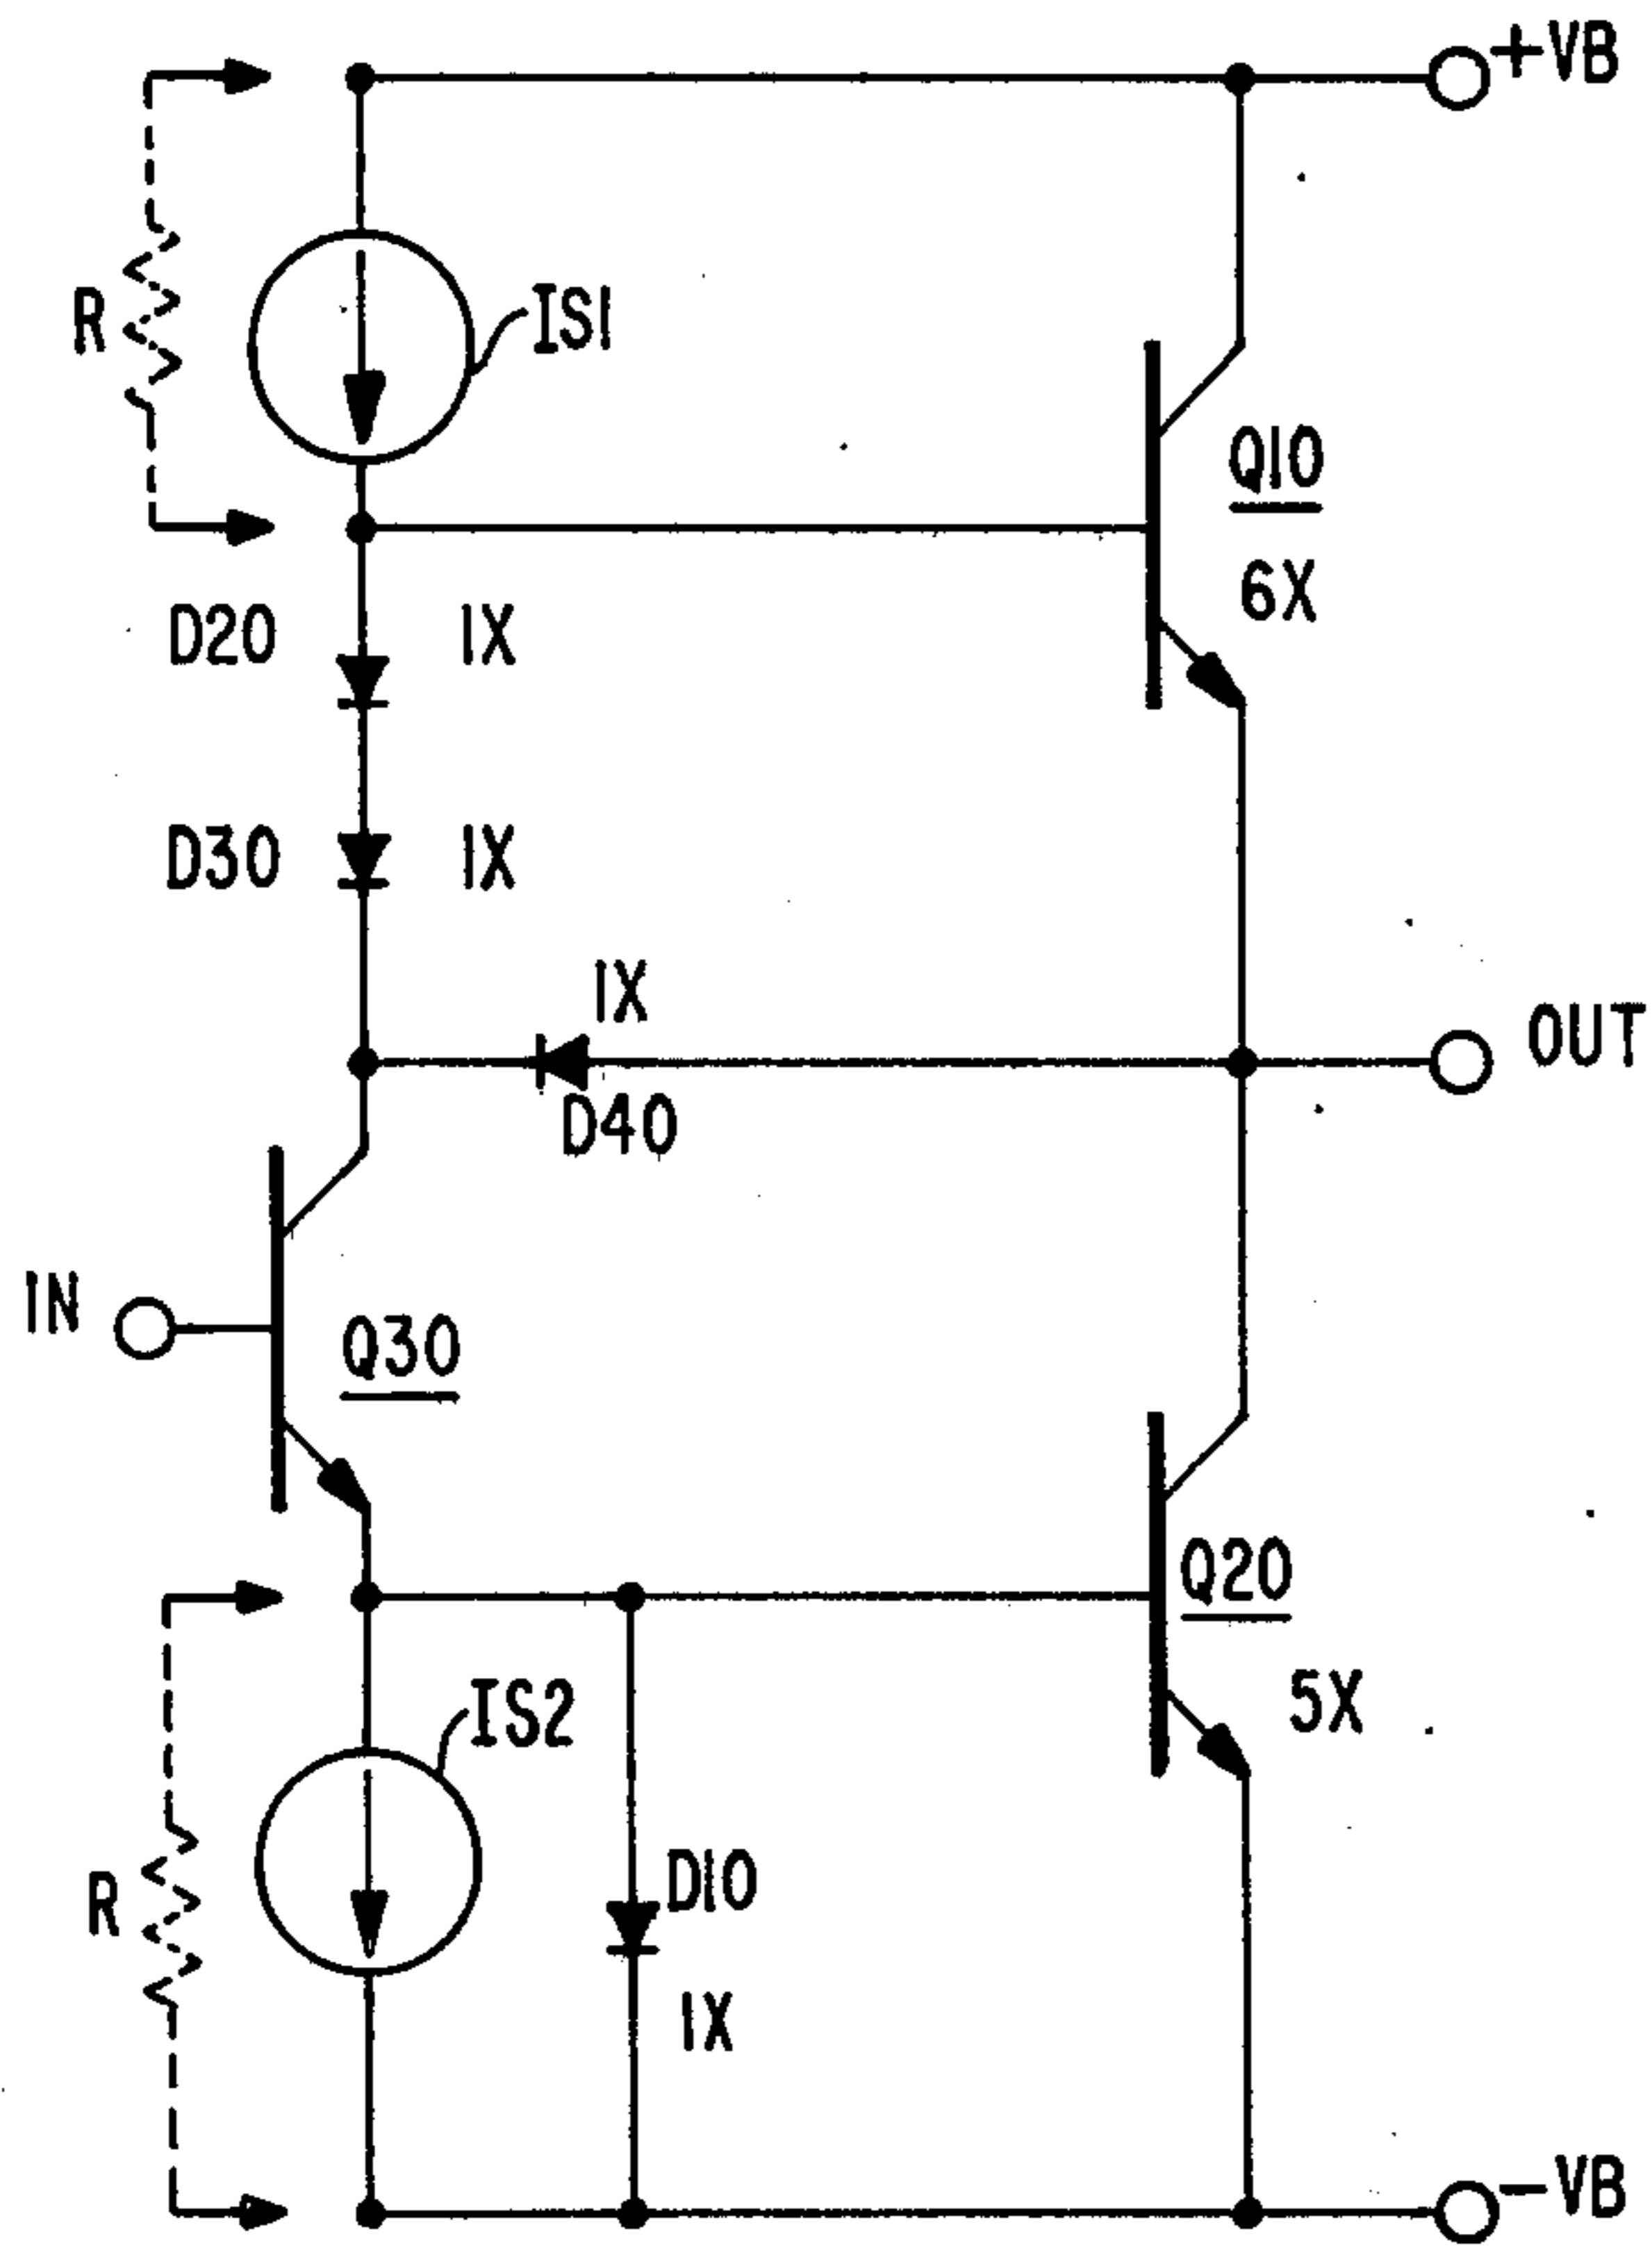 +VB
R
IS1
Q10
6X
D20 1X
D30 1X
1X
OUT
D40
IN
Q30
Q20
IS2
5X
D10
R
1X
-VB